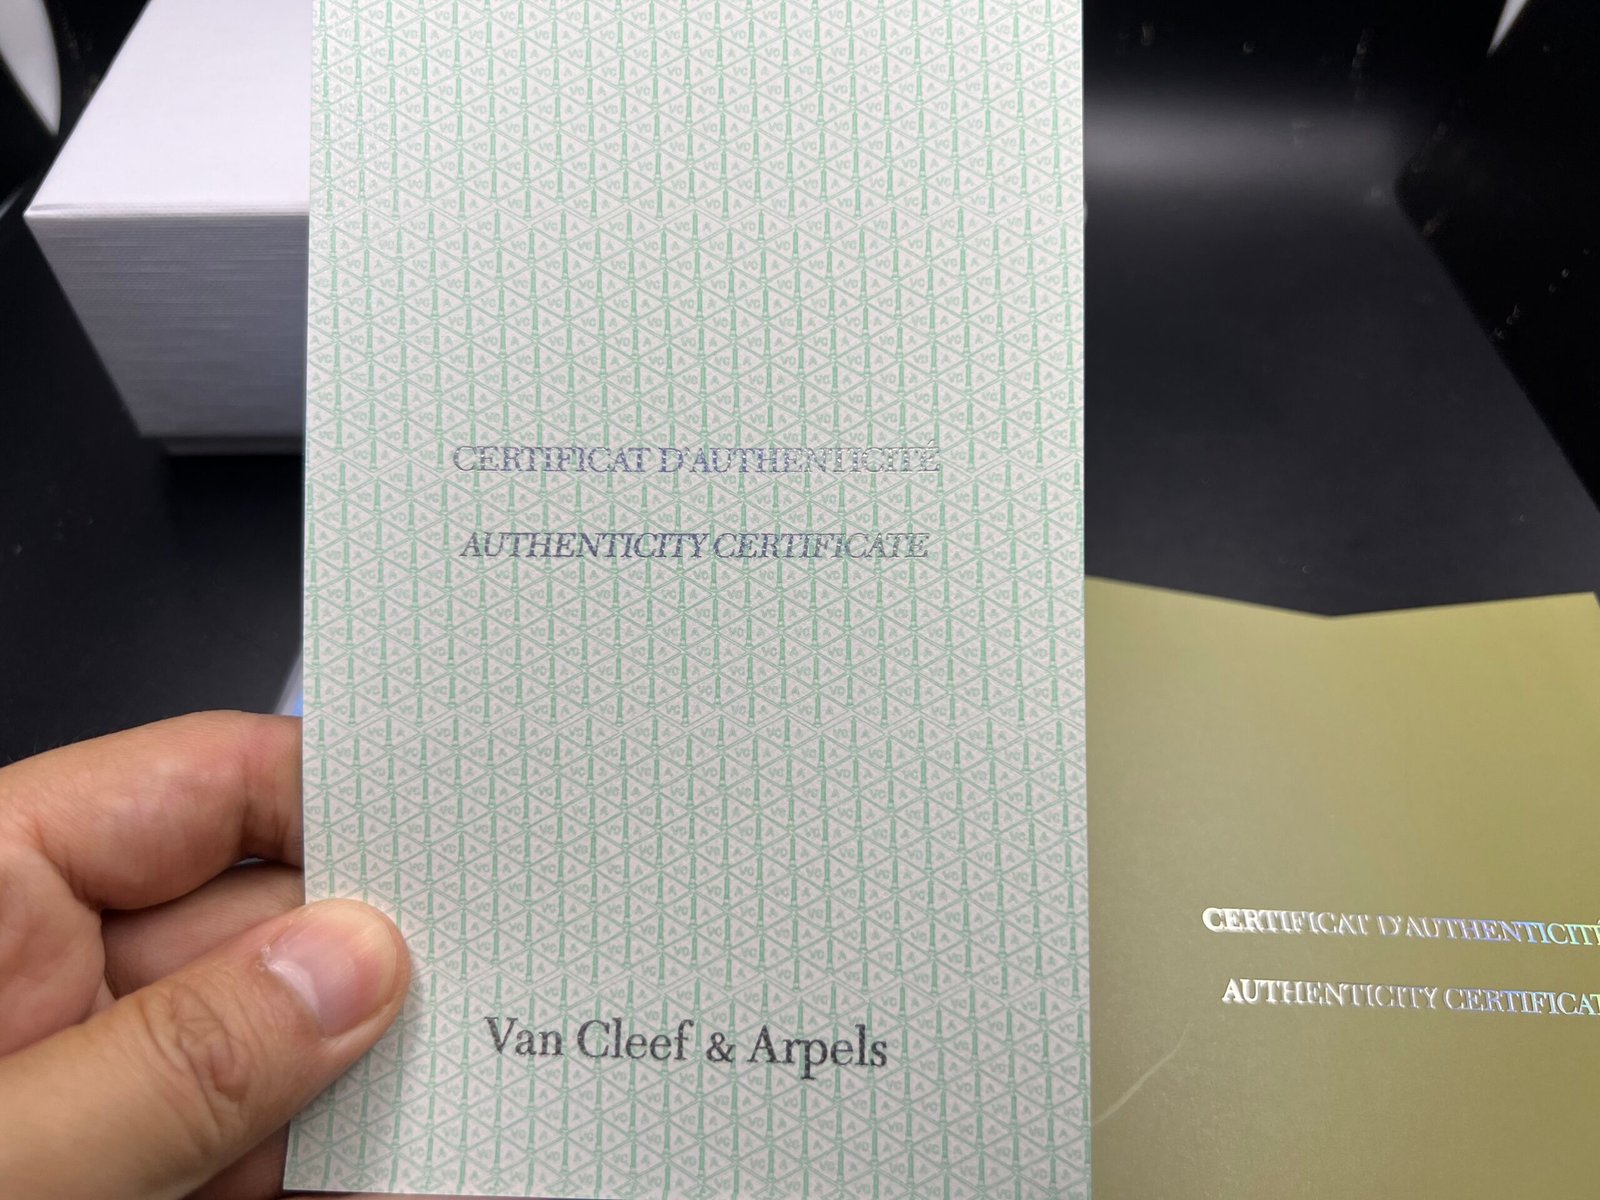 CERTIFICAT D'AUTHENTICITÉ
AUTHENTICITY CERTIFICATE
Van Cleef & Arpels
CERTIFICAT D'AUTHENTICITÉ
AUTHENTICITY CERTIFICAT